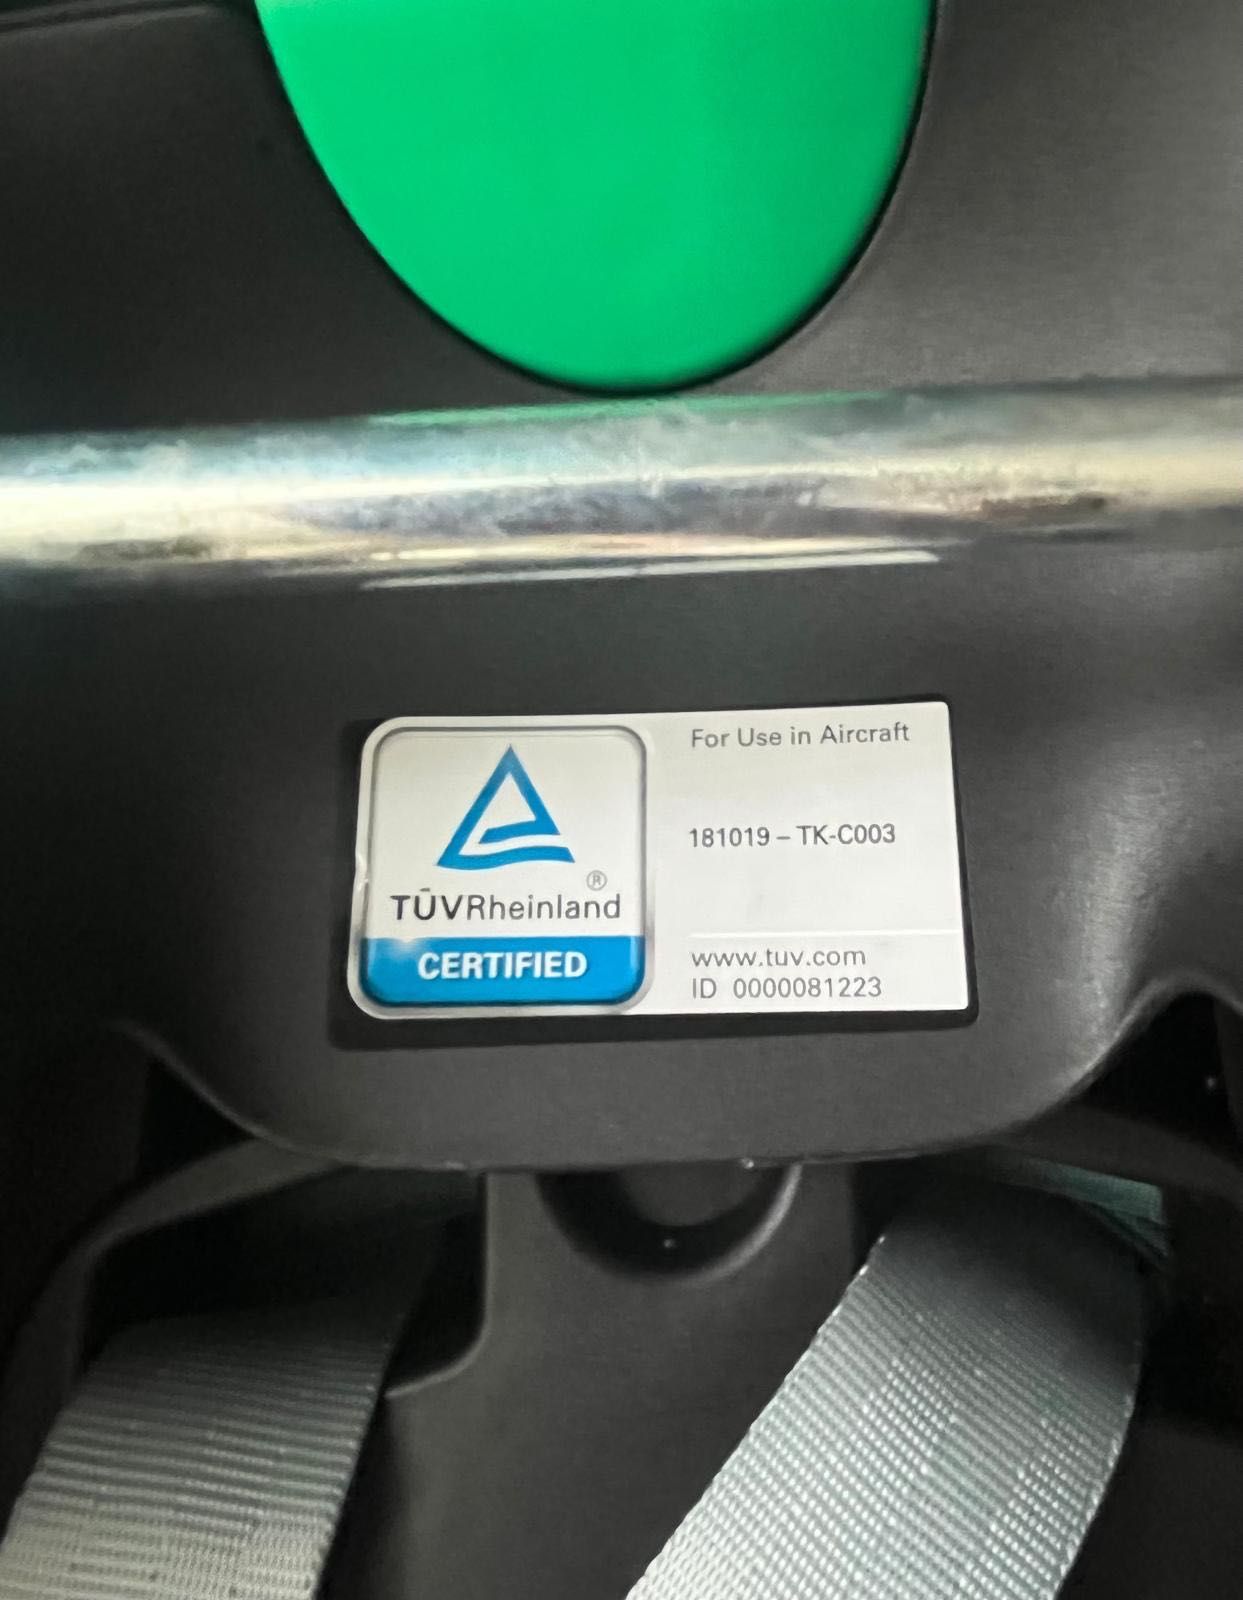 TÜVRheinland
®
CERTIFIED
For Use in Aircraft
181019 – TK-C003
www.tuv.com
ID 0000081223